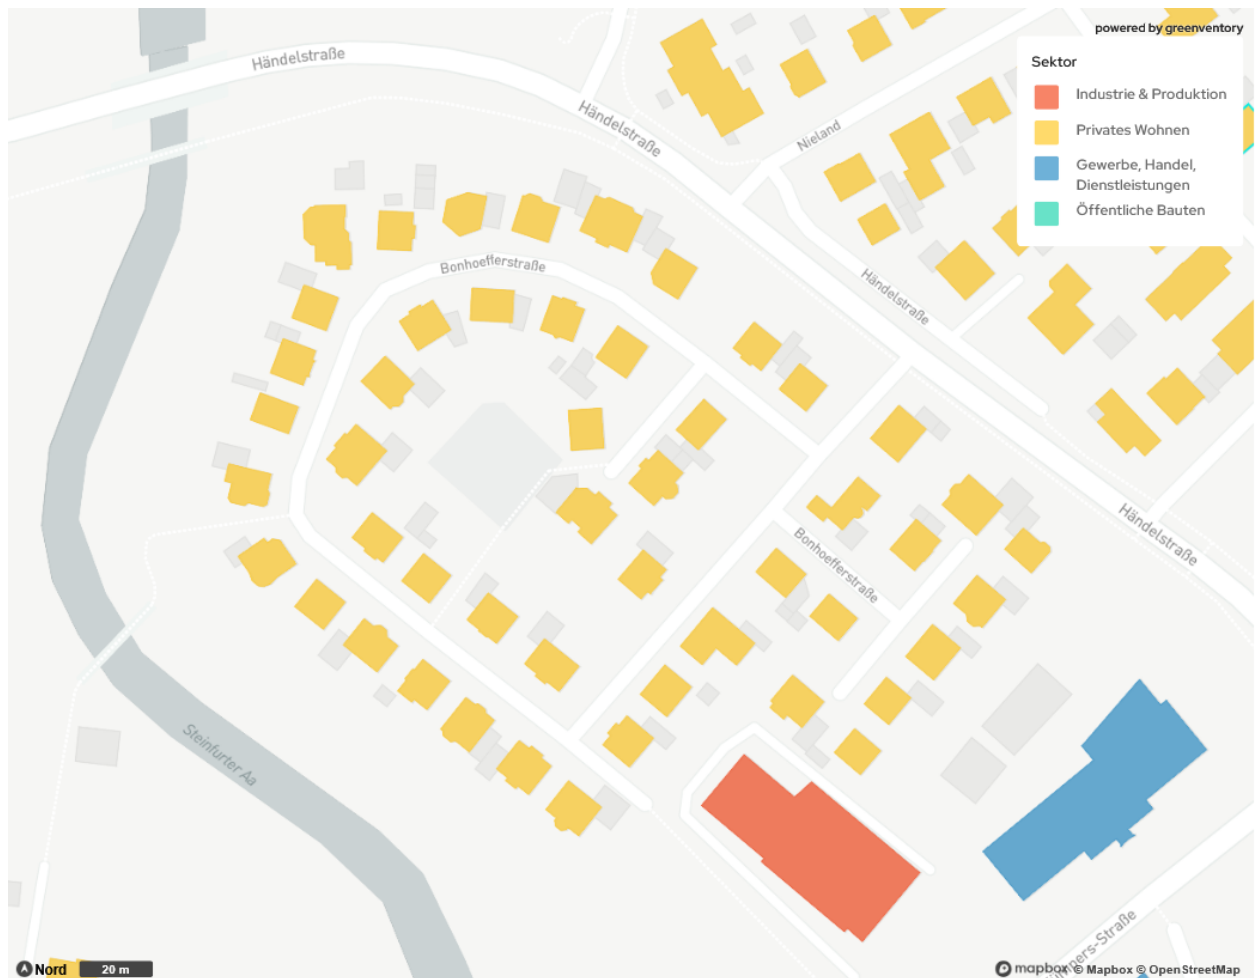 powered by greenventory
Sektor
Industrie & Produktion
Privates Wohnen
Gewerbe, Handel,
Dienstleistungen
Öffentliche Bauten
Händelstraße
Händelstraße
Nieland
Bonhoefferstraße
Händelstraße
Händelstraße
Bonhoefferstraße
Steinfurter Aa
-Straße
Nord
20 m
mapbox
© Mapbox © OpenStreetMap